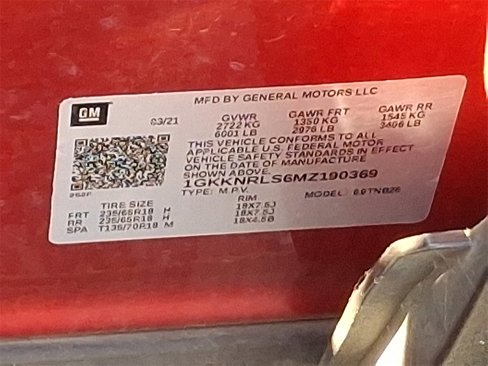 MFD BY GENERAL MOTORS LLC
GM
03/21
GVWR GAWR FRT GAWR RR
2722 KG 1350 KG 1545 KG
6001 LB 2976 LB 3406 LB
THIS VEHICLE CONFORMS TO ALL
APPLICABLE U.S. FEDERAL MOTOR
VEHICLE SAFETY STANDARDS IN EFFECT
ON THE DATE OF MANUFACTURE
SHOWN ABOVE.
1GKKNRLS6MZ190369
TYPE: M.P.V. MODEL:
TIRE SIZE RIM
FRT 235/65R18 H 18X7.5J
RR 235/65R18 H 18X7.5J
SPA T135/70R18 M 18X4.5B